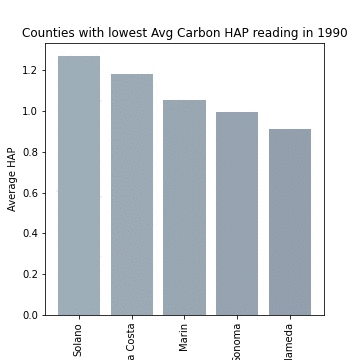 Counties with lowest Avg Carbon HAP reading in 1990
1.2
1.0
0.8
0.6
0.4
0.2
0.0
Average HAP
Solano
a Costa
Marin
onoma
lameda